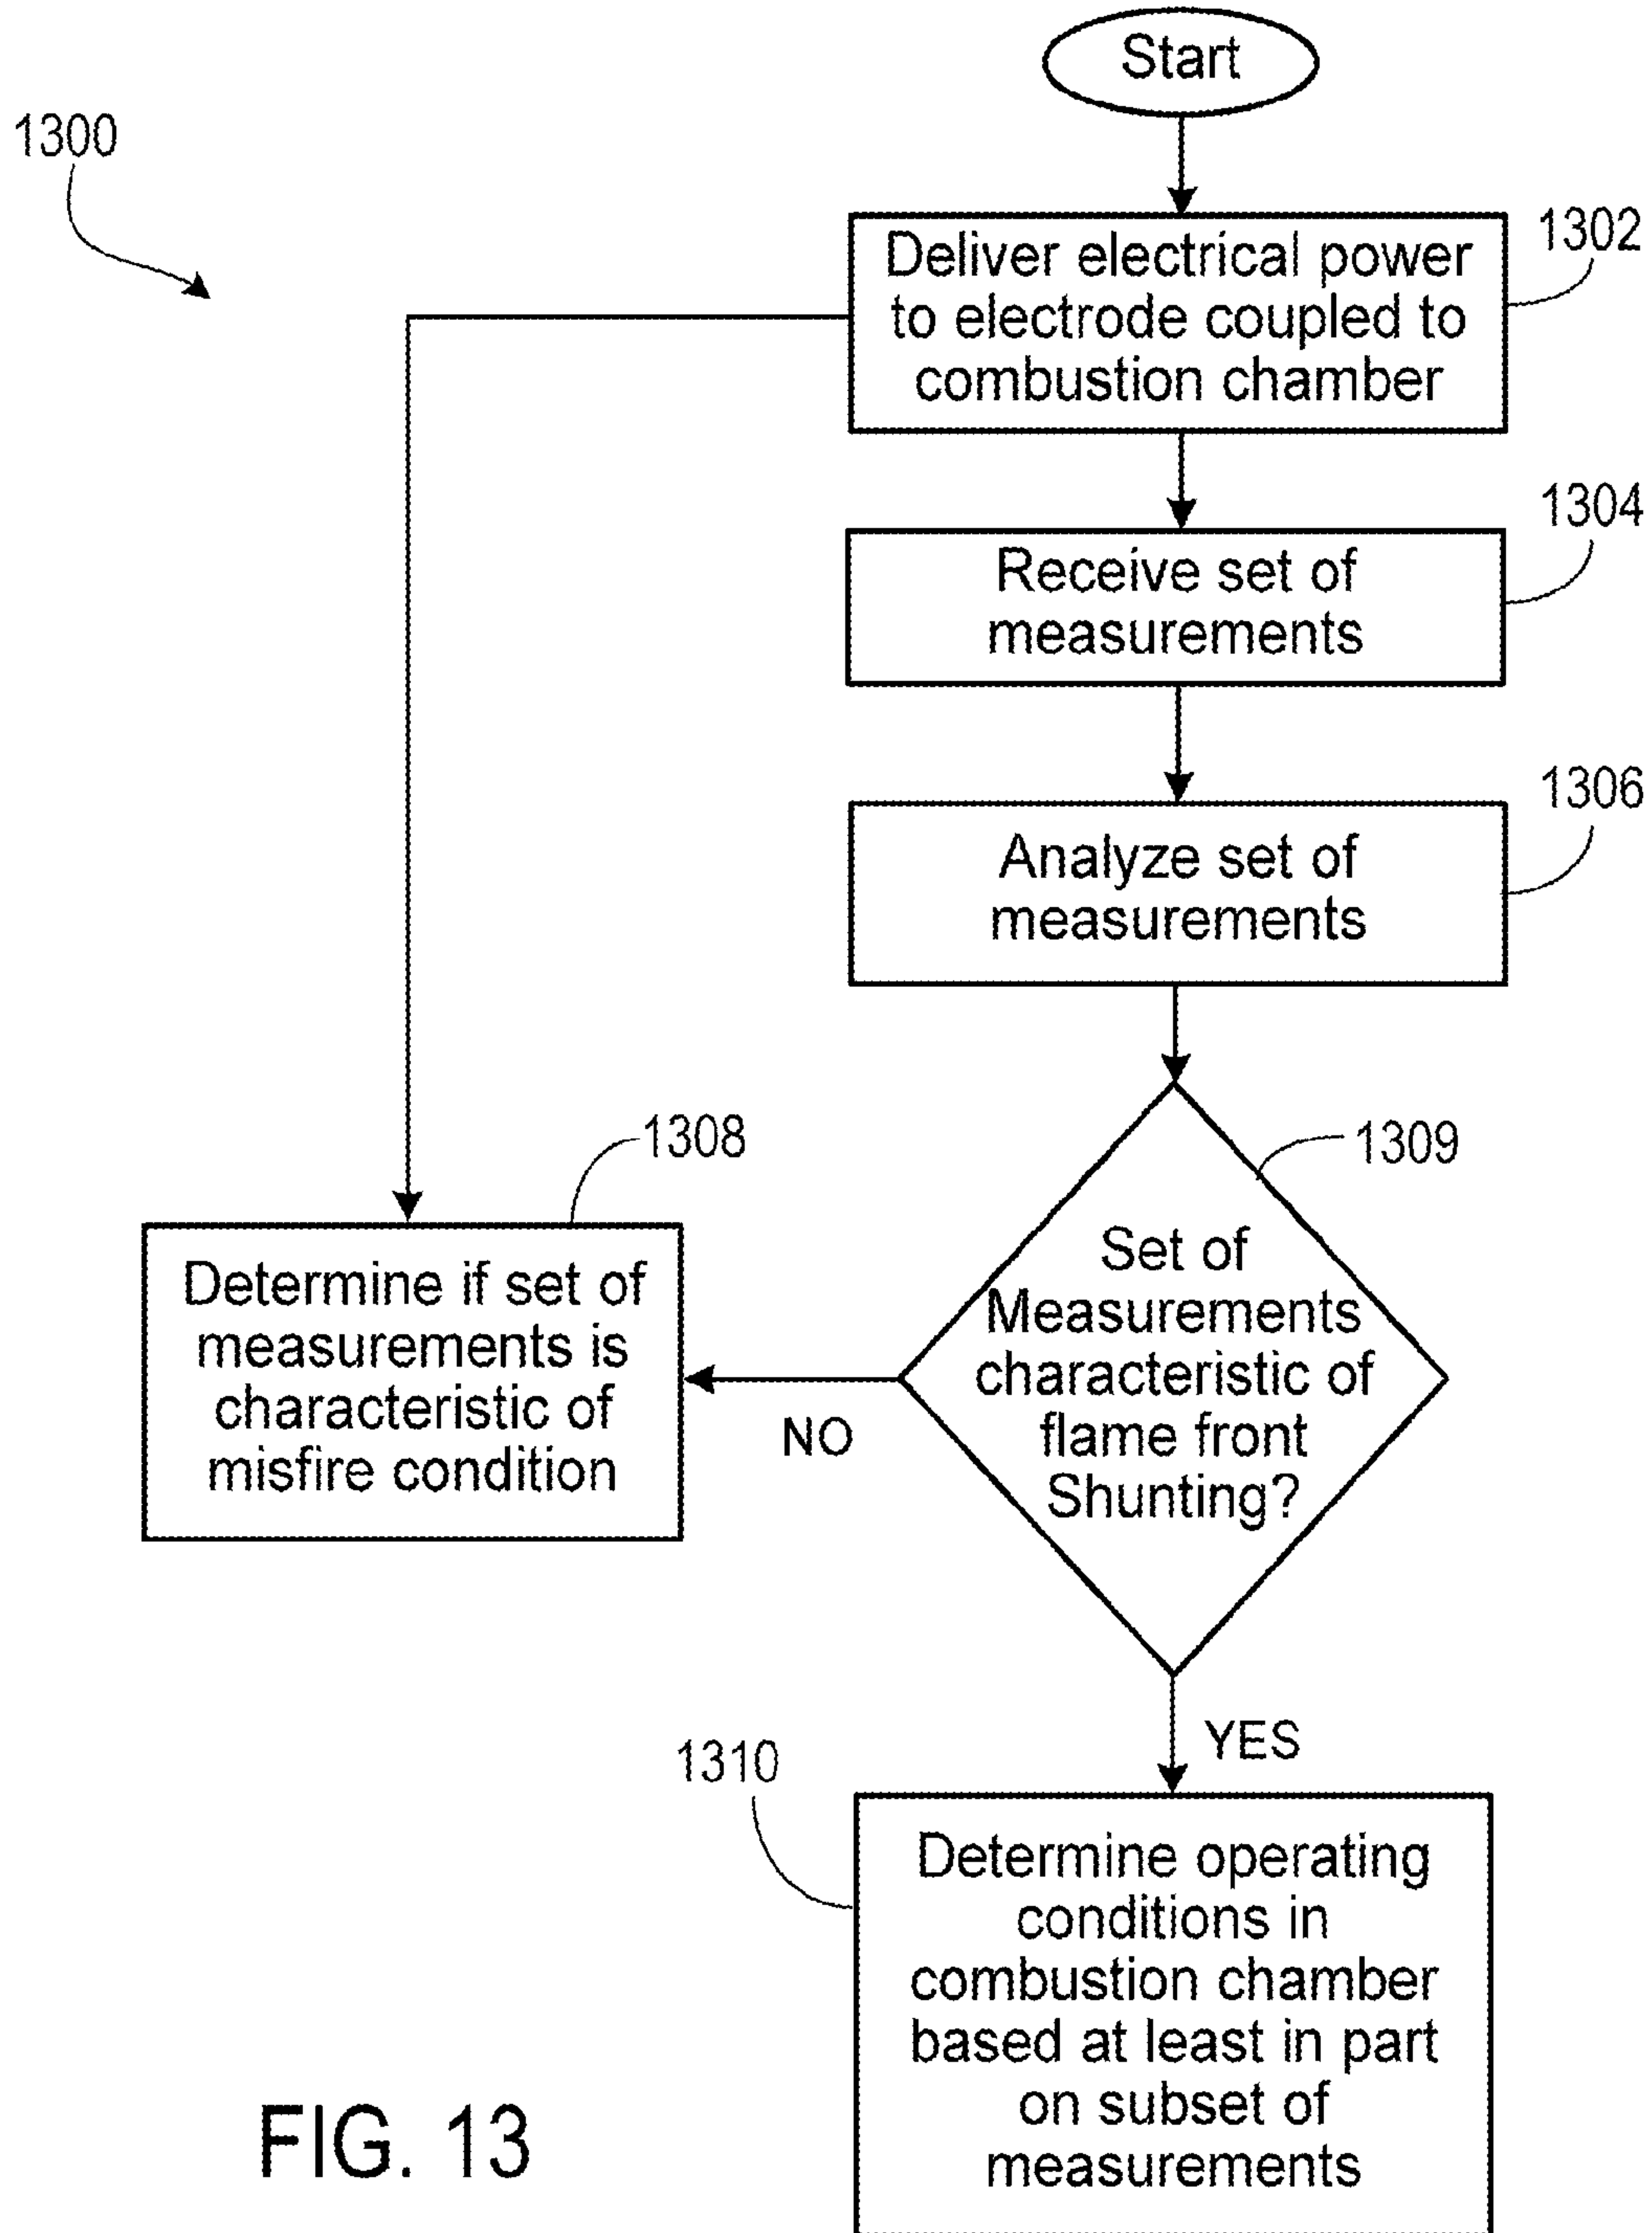 Start
1300
1302
Deliver electrical power
to electrode coupled to
combustion chamber
1304
Receive set of
measurements
1306
Analyze set of
measurements
1308
1309
Determine if set of
measurements is
characteristic of
misfire condition
NO
Set of
Measurements
characteristic of
flame front
Shunting?
YES
1310
Determine operating
conditions in
combustion chamber
based at least in part
on subset of
measurements
FIG. 13